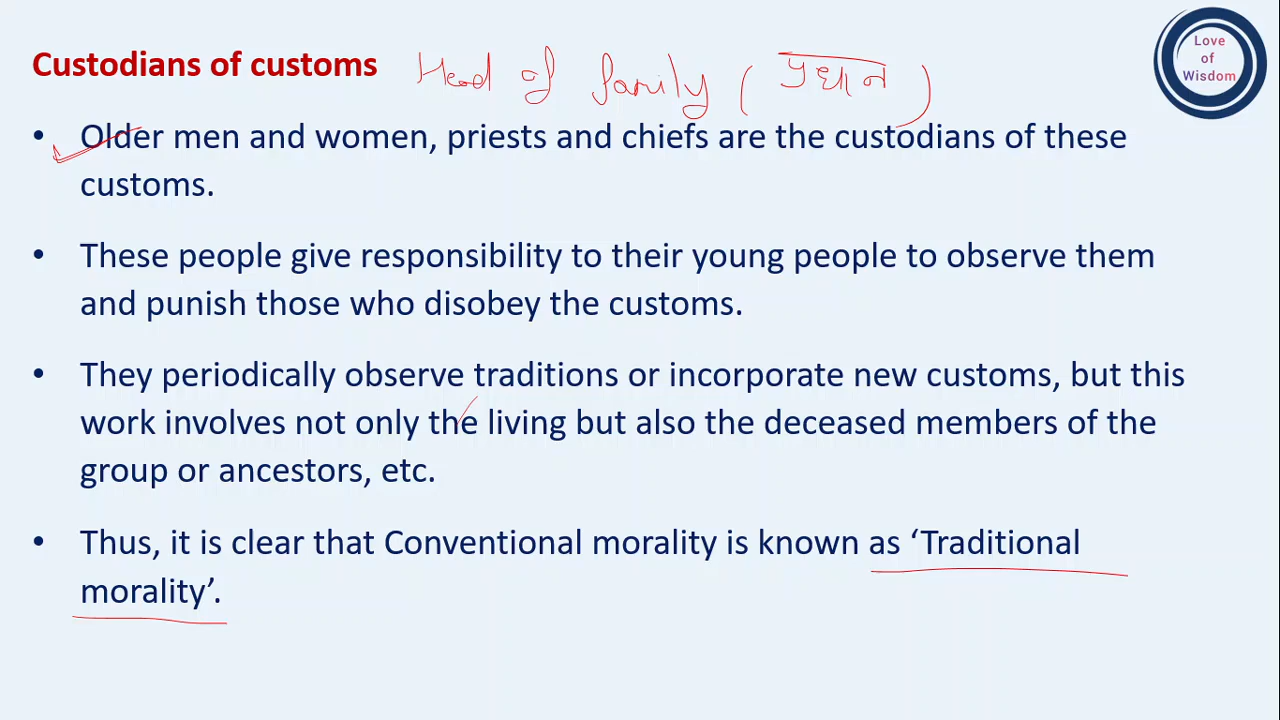 Custodians of customs Head of family (प्रधान)
Love
of
Wisdom
• Older men and women, priests and chiefs are the custodians of these
customs.
• These people give responsibility to their young people to observe them
and punish those who disobey the customs.
• They periodically observe traditions or incorporate new customs, but this
work involves not only the living but also the deceased members of the
group or ancestors, etc.
• Thus, it is clear that Conventional morality is known as ‘Traditional
morality’.